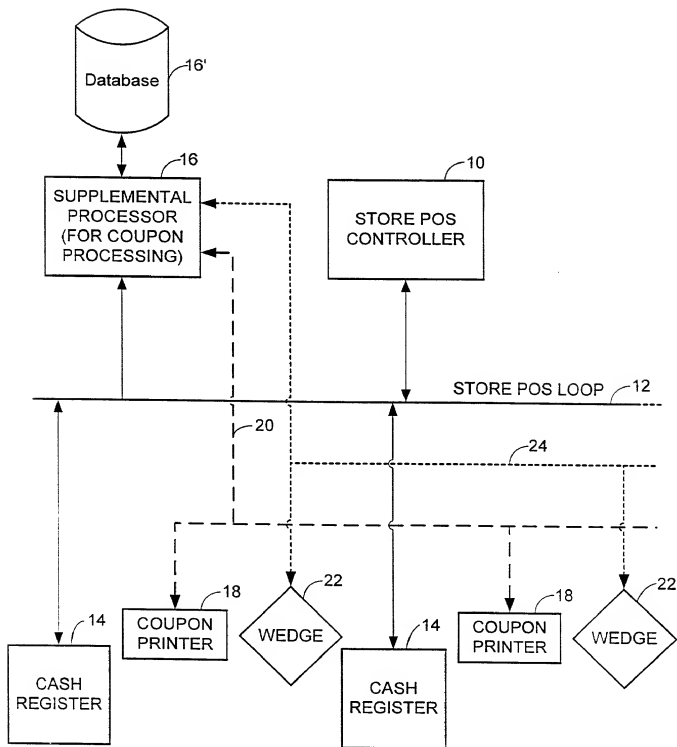 Database
16'
16
10
SUPPLEMENTAL
PROCESSOR
(FOR COUPON
PROCESSING)
STORE POS
CONTROLLER
STORE POS LOOP
12
20
24
22
22
18
18
14
14
COUPON
PRINTER
WEDGE
COUPON
PRINTER
WEDGE
CASH
REGISTER
CASH
REGISTER